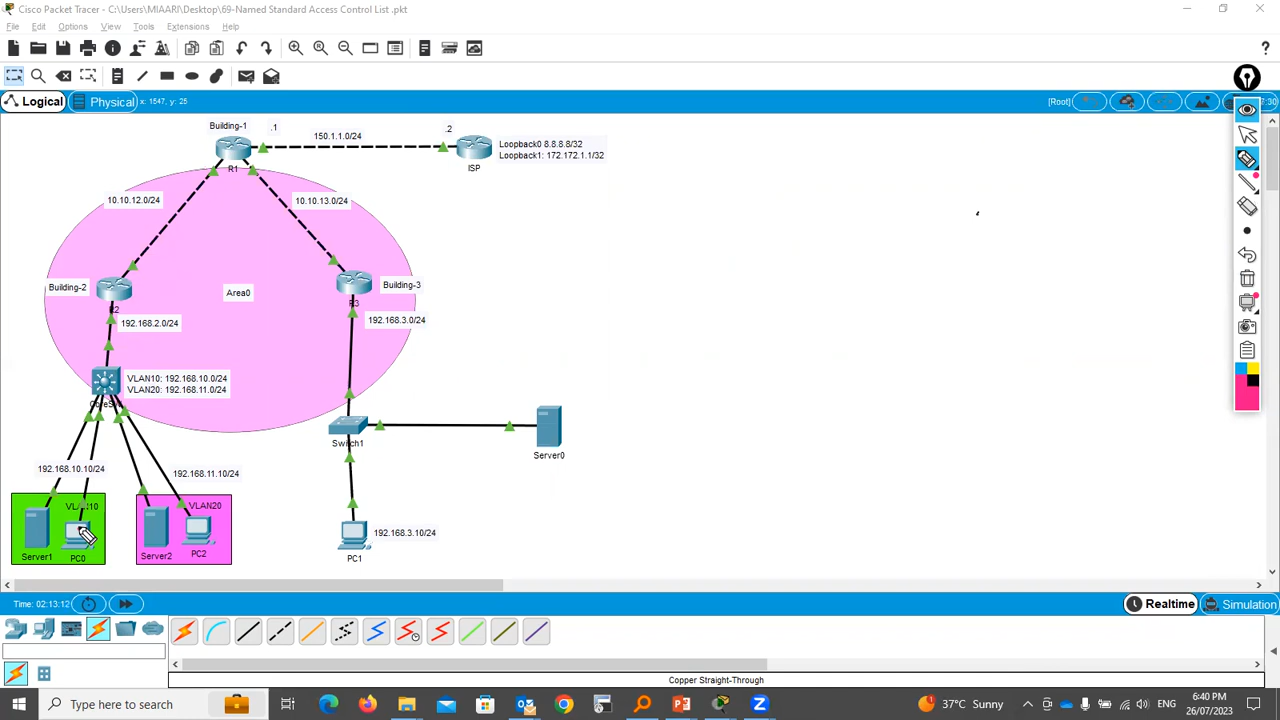 Cisco Packet Tracer - C:\Users\MIAARI\Desktop\69-Named Standard Access Control List .pkt
File Edit Options View Tools Extensions Help
Logical Physical x: 1547, y: 25 [Root]
Building-1 .1 150.1.1.0/24 .2
Loopback0 8.8.8.8/32
Loopback1: 172.172.1.1/32
R1 ISP
10.10.12.0/24 10.10.13.0/24
Building-2 Area0 Building-3
192.168.2.0/24 192.168.3.0/24
VLAN10: 192.168.10.0/24
VLAN20: 192.168.11.0/24
Switch1 Server0
192.168.10.10/24 192.168.11.10/24
VLAN20
192.168.3.10/24
Server1 PC0 Server2 PC2 PC1
Time: 02:13:12 Realtime Simulation
Copper Straight-Through
Type here to search
37°C Sunny ENG
6:40 PM
26/07/2023